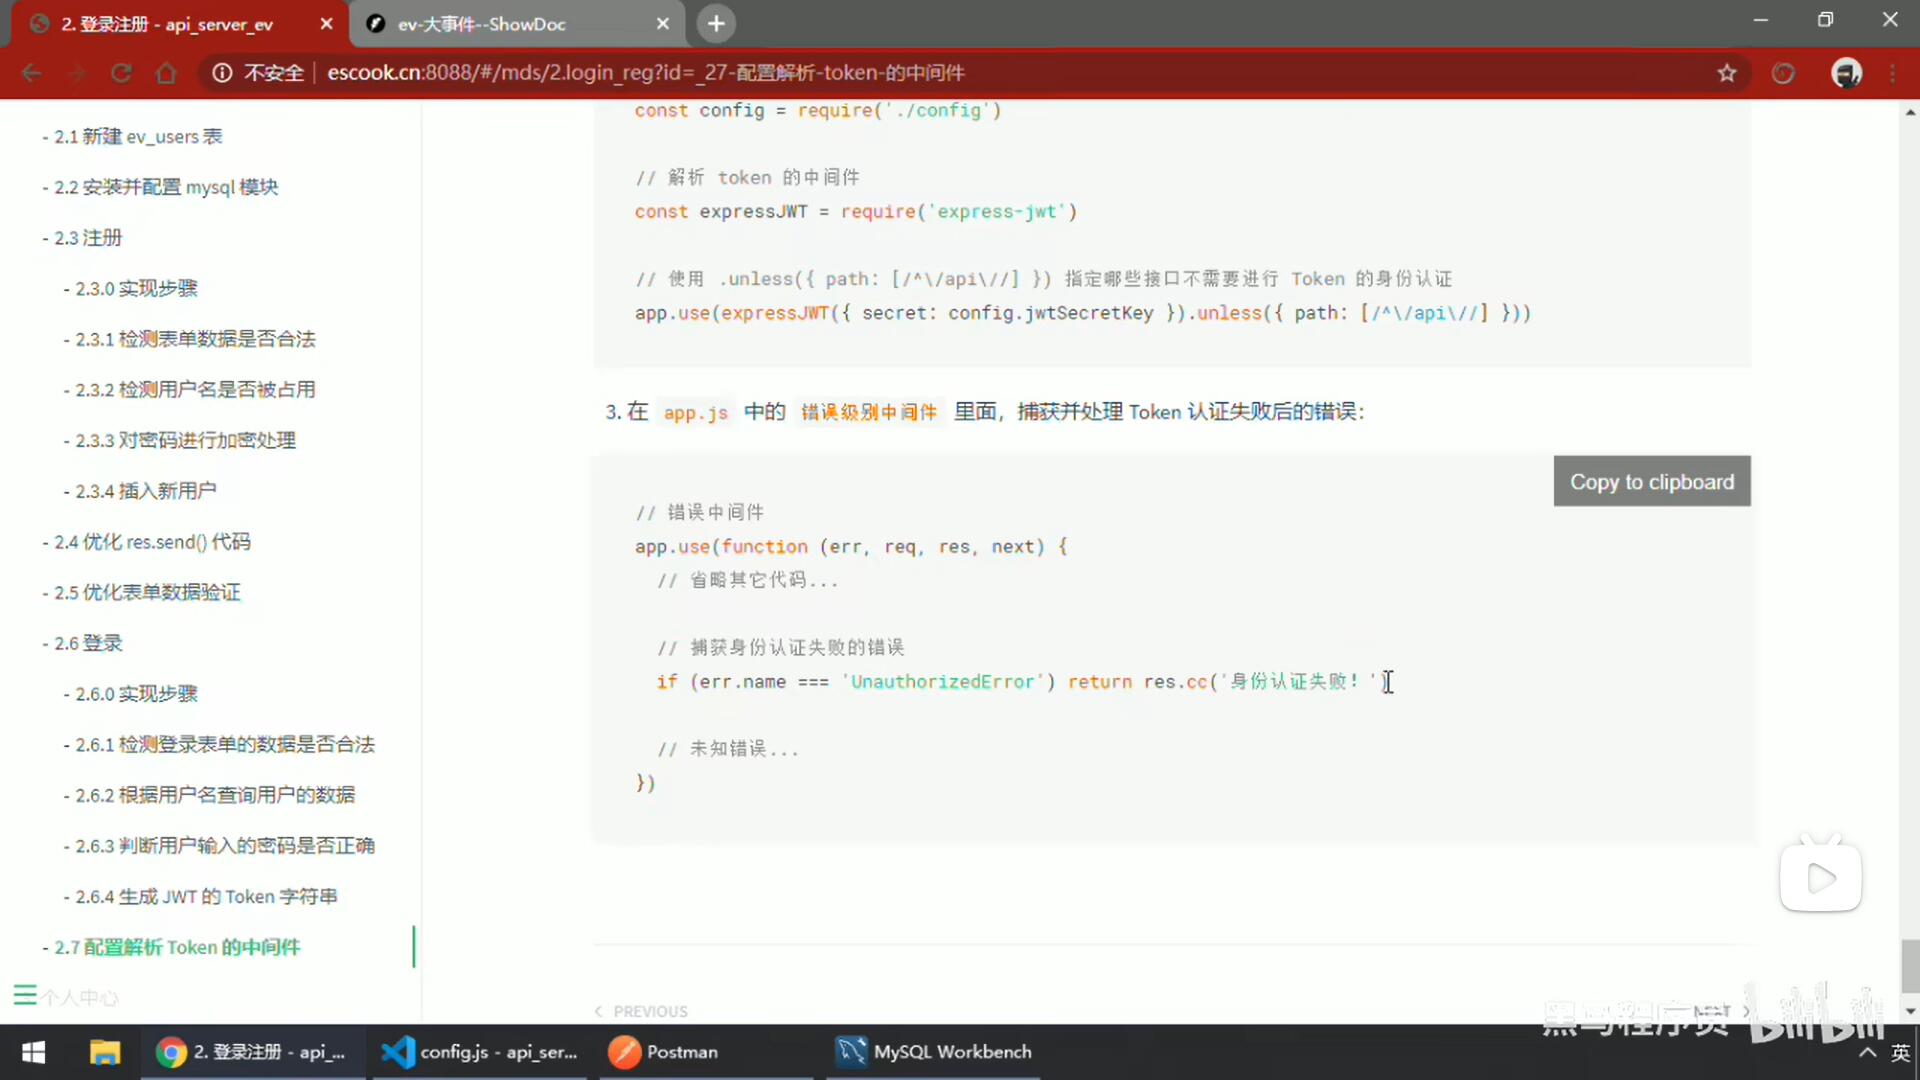 2. 登录注册 - api_server_ev
ev-大事件--ShowDoc
不安全
escook.cn:8088/#/mds/2.login_reg?id=_27-配置解析-token-的中间件
- 2.1 新建 ev_users 表
- 2.2 安装并配置 mysql 模块
- 2.3 注册
- 2.3.0 实现步骤
- 2.3.1 检测表单数据是否合法
- 2.3.2 检测用户名是否被占用
- 2.3.3 对密码进行加密处理
- 2.3.4 插入新用户
- 2.4 优化 res.send() 代码
- 2.5 优化表单数据验证
- 2.6 登录
- 2.6.0 实现步骤
- 2.6.1 检测登录表单的数据是否合法
- 2.6.2 根据用户名查询用户的数据
- 2.6.3 判断用户输入的密码是否正确
- 2.6.4 生成 JWT 的 Token 字符串
- 2.7 配置解析 Token 的中间件
个人中心
const config = require('./config')
// 解析 token 的中间件
const expressJWT = require('express-jwt')
// 使用 .unless({ path: [/^\/api\//] }) 指定哪些接口不需要进行 Token 的身份认证
app.use(expressJWT({ secret: config.jwtSecretKey }).unless({ path: [/^\/api\//] }))
3. 在 app.js 中的 错误级别中间件 里面，捕获并处理 Token 认证失败后的错误：
Copy to clipboard
// 错误中间件
app.use(function (err, req, res, next) {
// 省略其它代码...
// 捕获身份认证失败的错误
if (err.name === 'UnauthorizedError') return res.cc('身份认证失败！')
// 未知错误...
})
PREVIOUS
NEXT
黑马程序员 bilibili
2. 登录注册 - api_...
config.js - api_ser...
Postman
MySQL Workbench
英